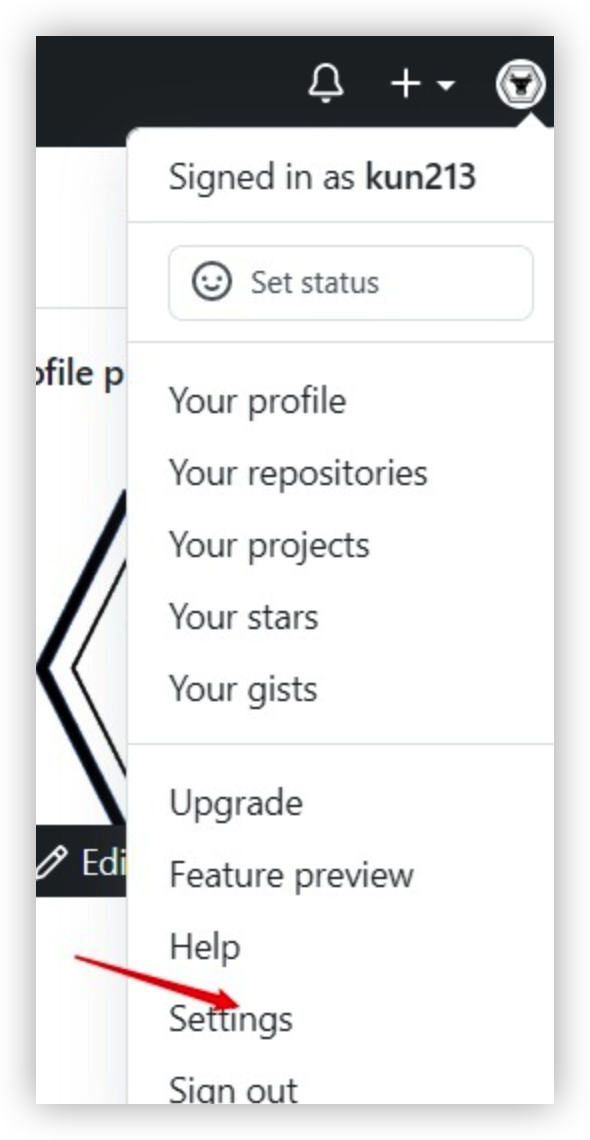 Signed in as kun213
Set status
ofile p
Your profile
Your repositories
Your projects
Your stars
Your gists
Upgrade
Edi
Feature preview
Help
Settings
Sign out